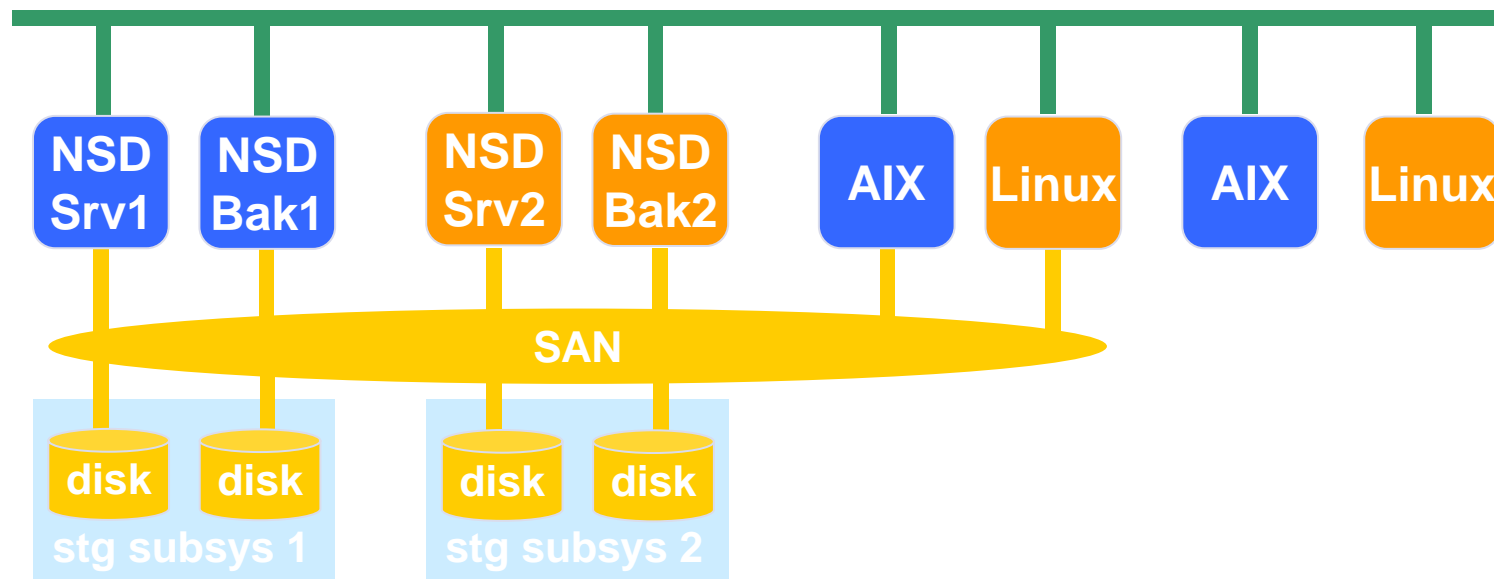 NSD
Srv1
NSD
Bak1
NSD
Srv2
NSD
Bak2
AIX
Linux
AIX
Linux
SAN
disk
disk
disk
disk
stg subsys 1
stg subsys 2